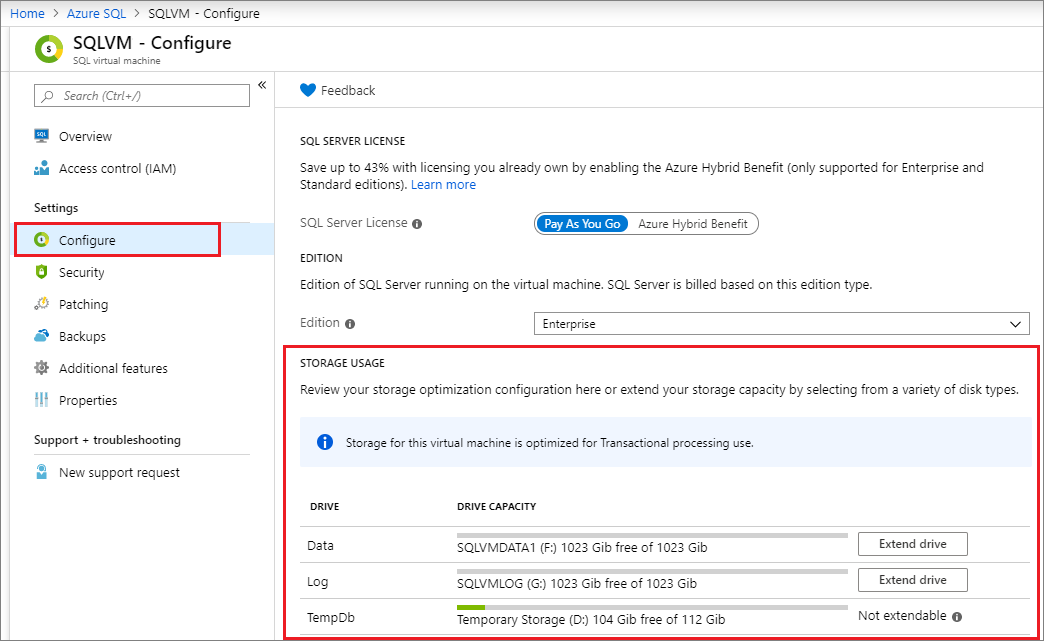 Home > Azure SQL > SQLVM - Configure
SQLVM - Configure
SQL virtual machine
Search (Ctrl+/)
«
Overview
Access control (IAM)
Settings
Configure
Security
Patching
Backups
Additional features
Properties
Support + troubleshooting
New support request
Feedback
SQL SERVER LICENSE
Save up to 43% with licensing you already own by enabling the Azure Hybrid Benefit (only supported for Enterprise and
Standard editions). Learn more
SQL Server License
Pay As You Go Azure Hybrid Benefit
EDITION
Edition of SQL Server running on the virtual machine. SQL Server is billed based on this edition type.
Edition
Enterprise
STORAGE USAGE
Review your storage optimization configuration here or extend your storage capacity by selecting from a variety of disk types.
Storage for this virtual machine is optimized for Transactional processing use.
DRIVE DRIVE CAPACITY
Data SQLVMDATA1 (F:) 1023 Gib free of 1023 Gib Extend drive
Log SQLVMLOG (G:) 1023 Gib free of 1023 Gib Extend drive
TempDb Temporary Storage (D:) 104 Gib free of 112 Gib Not extendable